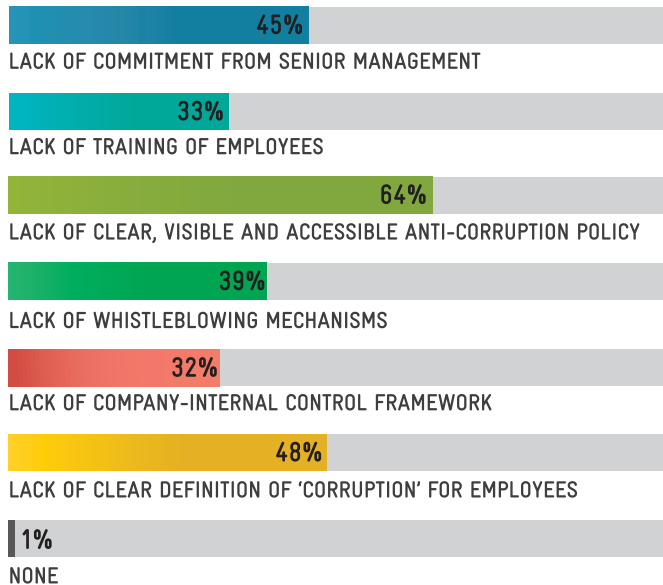 45%
LACK OF COMMITMENT FROM SENIOR MANAGEMENT
33%
LACK OF TRAINING OF EMPLOYEES
64%
LACK OF CLEAR, VISIBLE AND ACCESSIBLE ANTI-CORRUPTION POLICY
39%
LACK OF WHISTLEBLOWING MECHANISMS
32%
LACK OF COMPANY-INTERNAL CONTROL FRAMEWORK
48%
LACK OF CLEAR DEFINITION OF ‘CORRUPTION’ FOR EMPLOYEES
1%
NONE